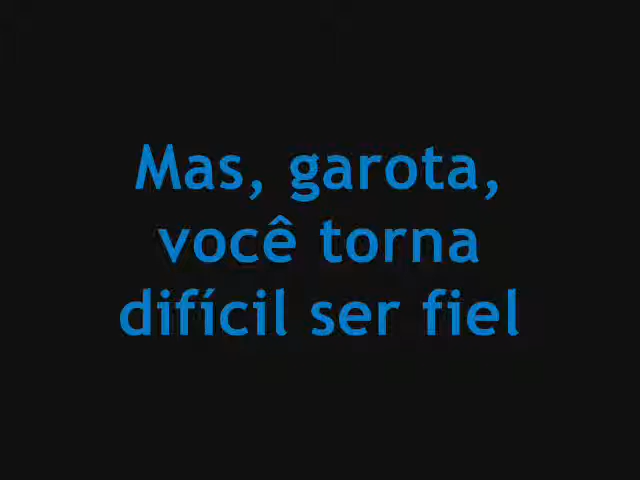 Mas, garota,
você torna
difícil ser fiel